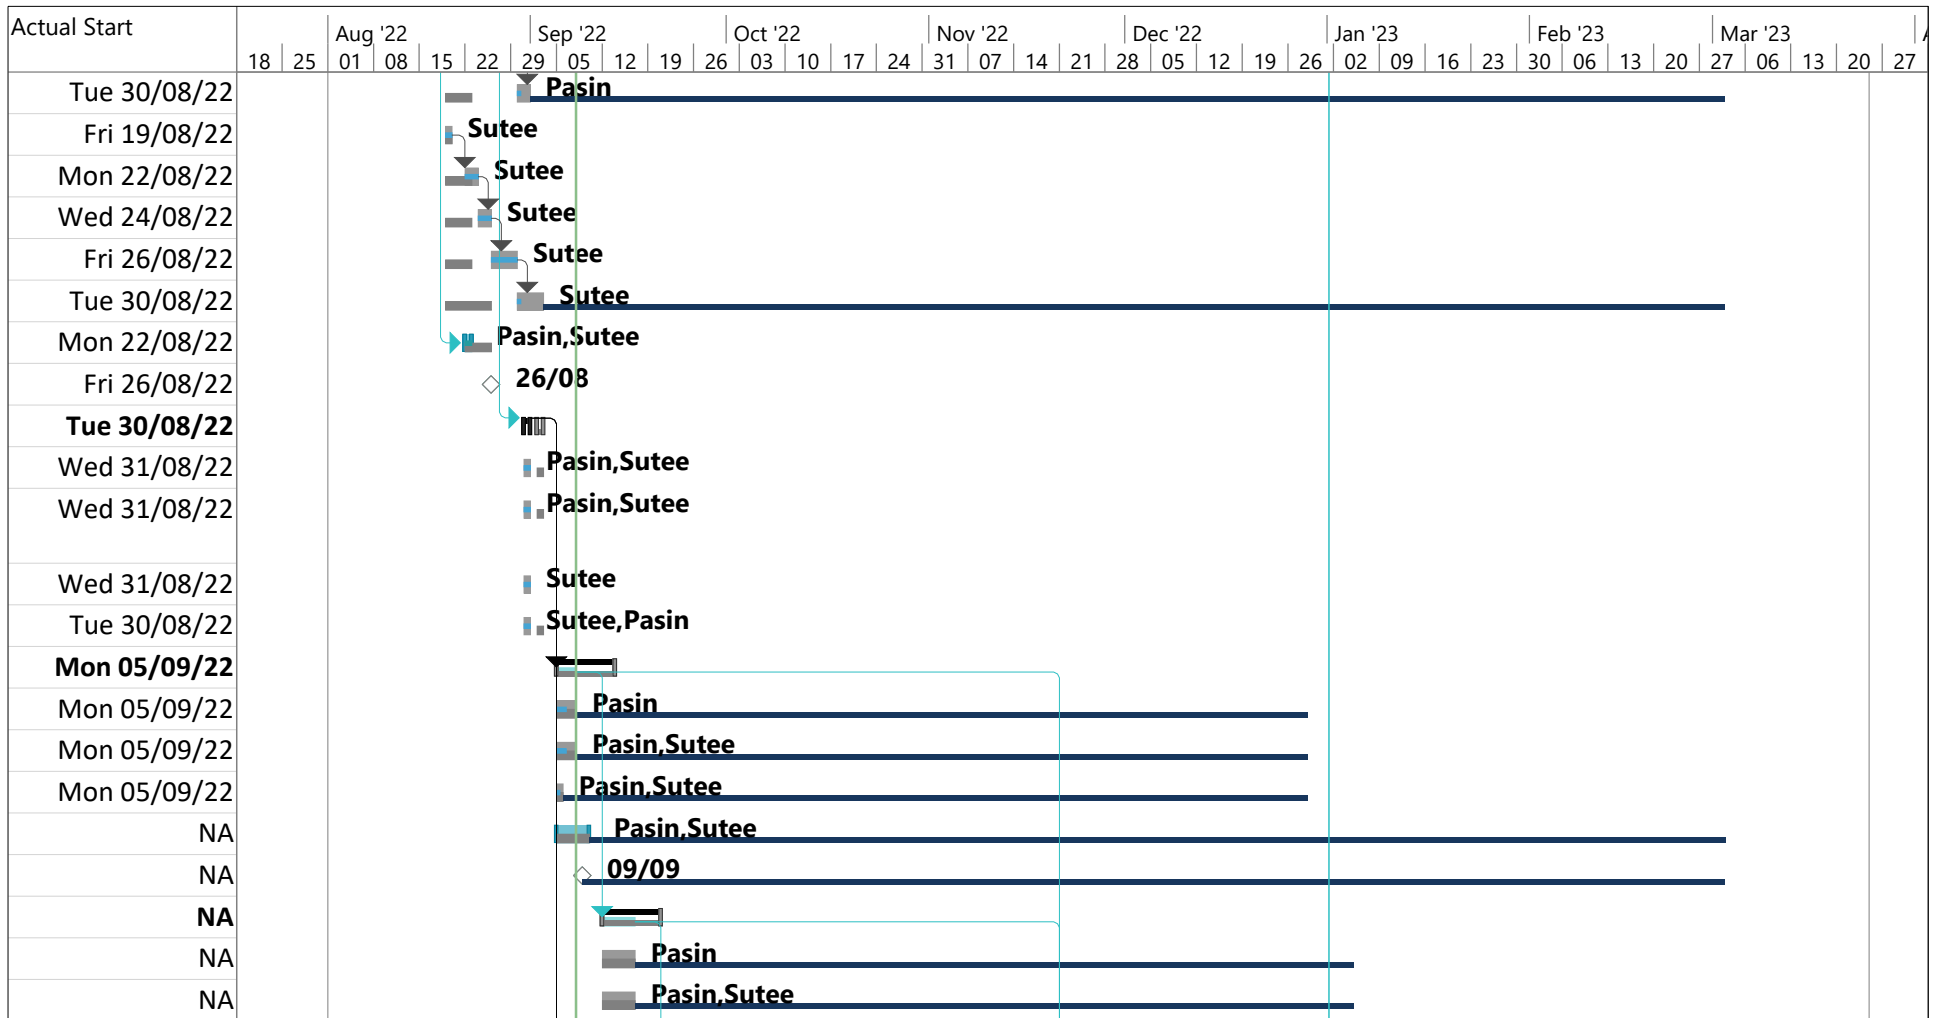 Actual Start
Aug '22 Sep '22 Oct '22 Nov '22 Dec '22 Jan '23 Feb '23 Mar '23
18 25 01 08 15 22 29 05 12 19 26 03 10 17 24 31 07 14 21 28 05 12 19 26 02 09 16 23 30 06 13 20 27 06 13 20 27
Tue 30/08/22 Pasin
Fri 19/08/22 Sutee
Mon 22/08/22 Sutee
Wed 24/08/22 Sutee
Fri 26/08/22 Sutee
Tue 30/08/22 Sutee
Mon 22/08/22 Pasin,Sutee
Fri 26/08/22 26/08
Tue 30/08/22
Wed 31/08/22 Pasin,Sutee
Wed 31/08/22 Pasin,Sutee
Wed 31/08/22 Sutee
Tue 30/08/22 Sutee,Pasin
Mon 05/09/22
Mon 05/09/22 Pasin
Mon 05/09/22 Pasin,Sutee
Mon 05/09/22 Pasin,Sutee
NA Pasin,Sutee
NA 09/09
NA
NA Pasin
NA Pasin,Sutee